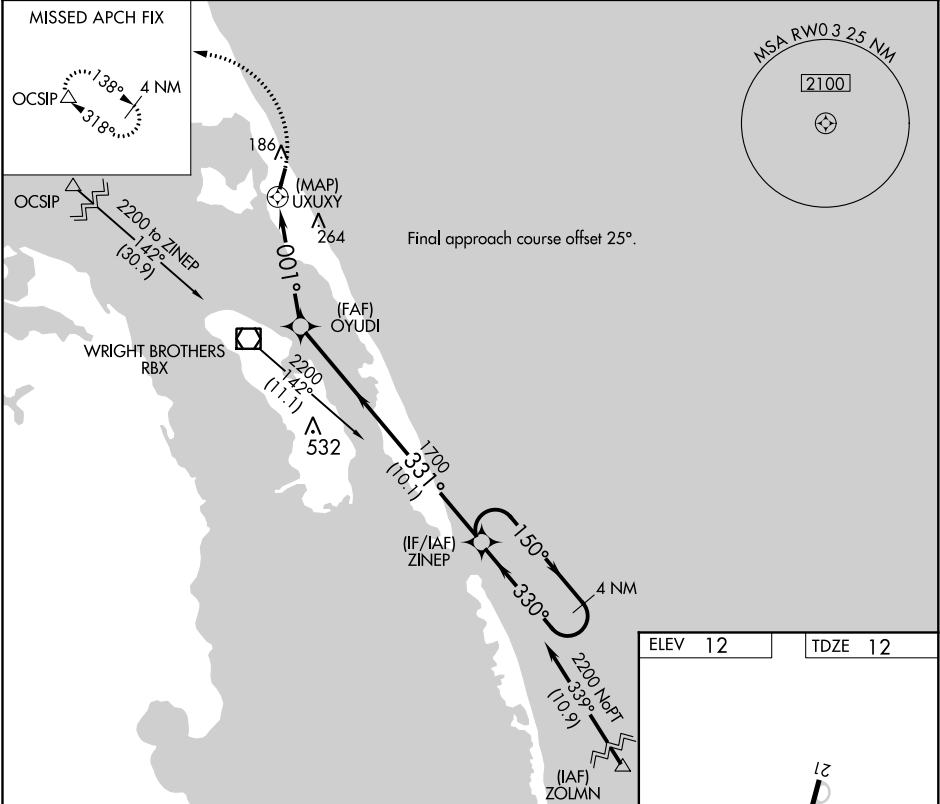 MISSED APCH FIX
OCSIP
138°
4 NM
318°
MSA RW03 25 NM
2100
186
(MAP)
UXUXY
264
OCSIP
2200 to ZINEP
142°
(30.9)
Final approach course offset 25°.
001°
(FAF)
OYUDI
WRIGHT BROTHERS
RBX
2200
142°
(11.1)
532
1700
331°
(10.1)
(IF/IAF)
ZINEP
150°
330°
4 NM
2200 NoPT
339°
(10.9)
(IAF)
ZOLMN
ELEV 12
TDZE 12
21